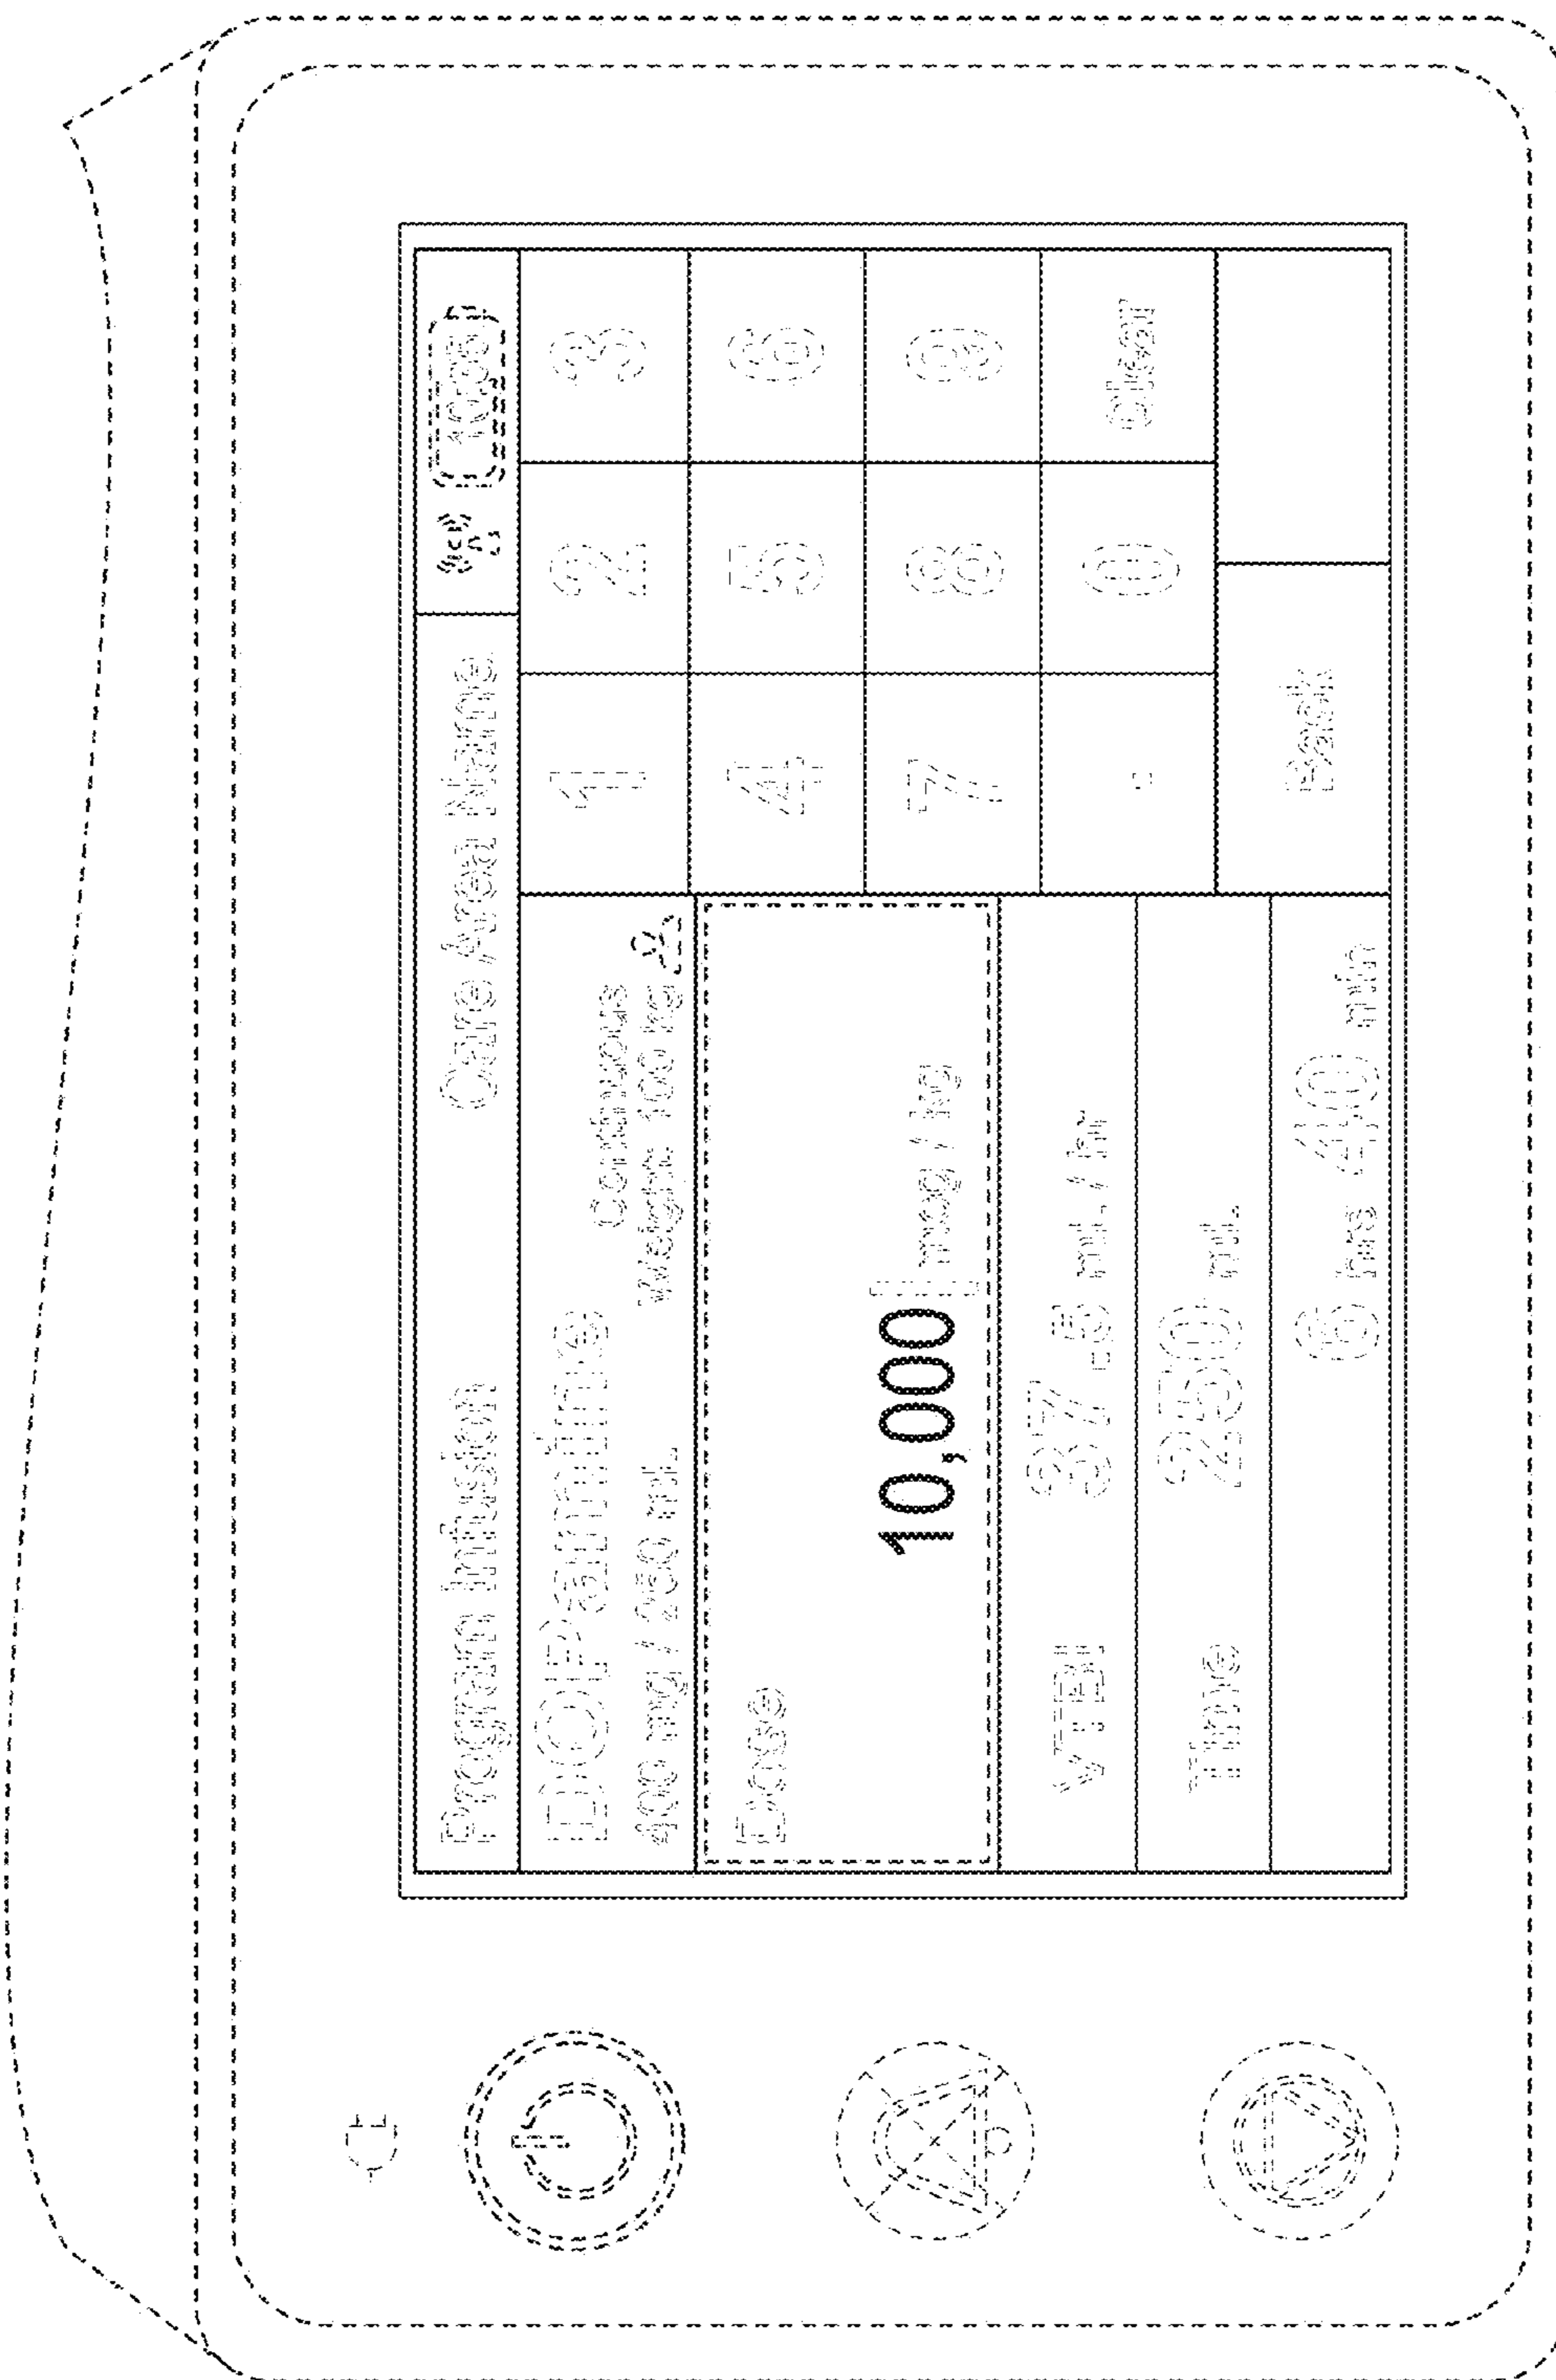 Program Infusion Care Area Name
DOPamine Continuous
400 mg / 250 mL Weight 100 kg
Dose
10,000 mcg / kg
VTBI 37.5 mL / hr
Time 250 mL
6 hrs 40 min
1 2 3
4 5 6
7 8 9
. 0 Clear
Back